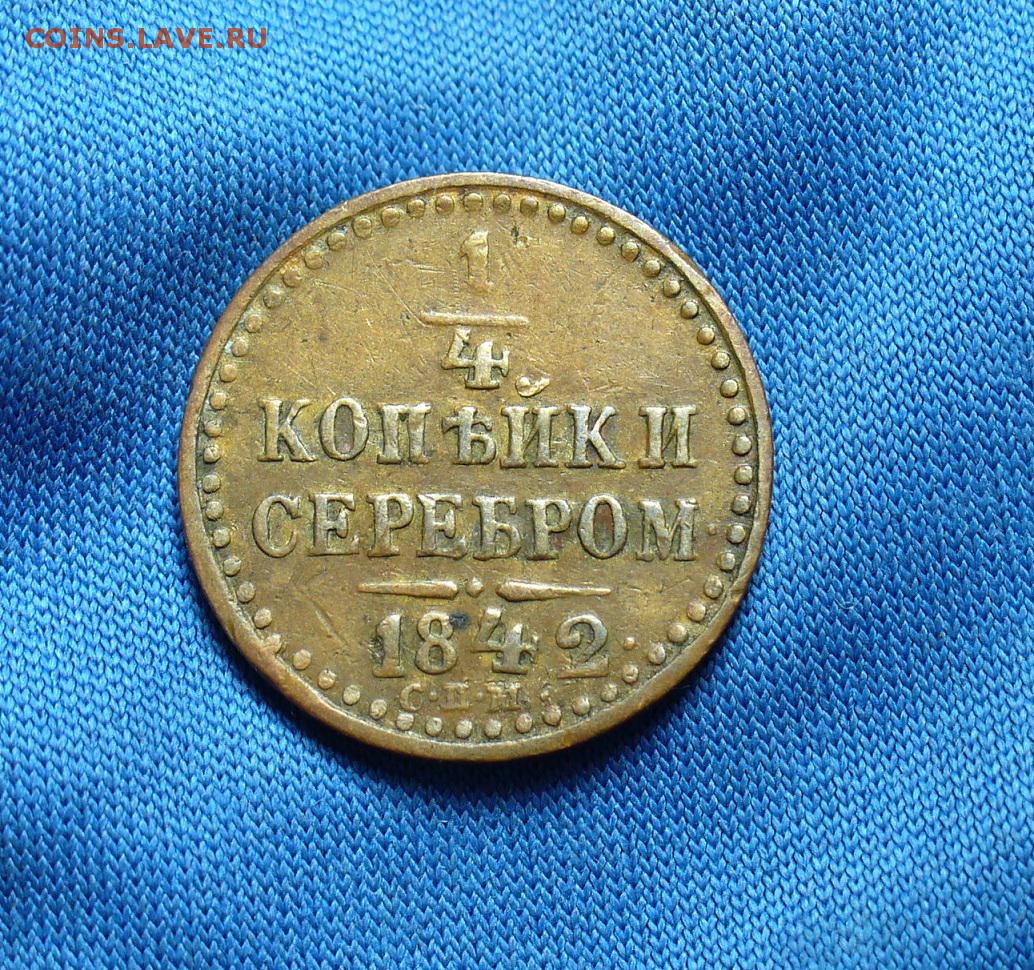 COINS.LAVE.RU
1
4
КОПѢЙКИ
СЕРЕБРОМ
1842
С.П.М.